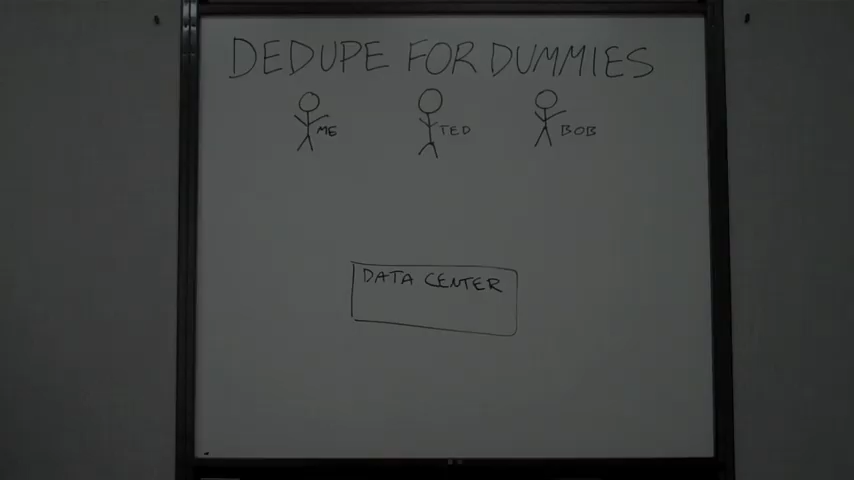 DEDUPE FOR DUMMIES
ME TED BOB
DATA CENTER